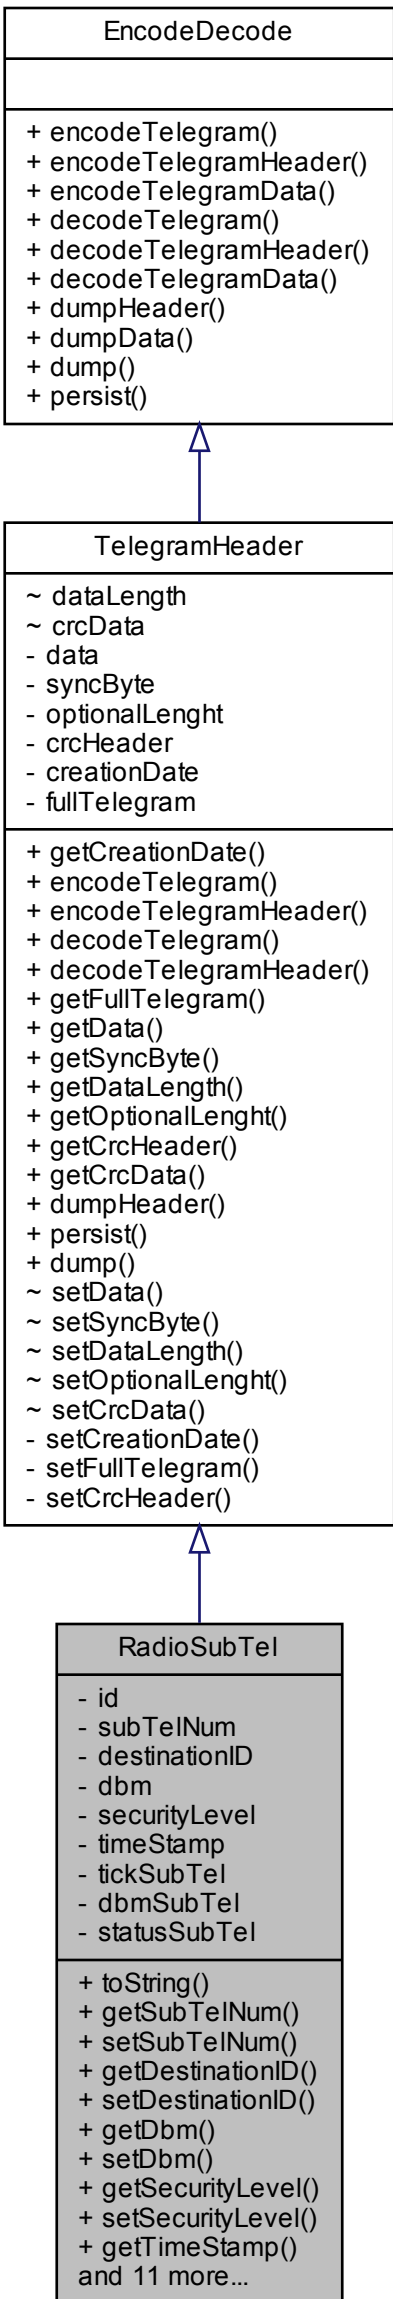 EncodeDecode
+ encodeTelegram()
+ encodeTelegramHeader()
+ encodeTelegramData()
+ decodeTelegram()
+ decodeTelegramHeader()
+ decodeTelegramData()
+ dumpHeader()
+ dumpData()
+ dump()
+ persist()
TelegramHeader
~ dataLength
~ crcData
- data
- syncByte
- optionalLenght
- crcHeader
- creationDate
- fullTelegram
+ getCreationDate()
+ encodeTelegram()
+ encodeTelegramHeader()
+ decodeTelegram()
+ decodeTelegramHeader()
+ getFullTelegram()
+ getData()
+ getSyncByte()
+ getDataLength()
+ getOptionalLenght()
+ getCrcHeader()
+ getCrcData()
+ dumpHeader()
+ persist()
+ dump()
~ setData()
~ setSyncByte()
~ setDataLength()
~ setOptionalLenght()
~ setCrcData()
- setCreationDate()
- setFullTelegram()
- setCrcHeader()
RadioSubTel
- id
- subTelNum
- destinationID
- dbm
- securityLevel
- timeStamp
- tickSubTel
- dbmSubTel
- statusSubTel
+ toString()
+ getSubTelNum()
+ setSubTelNum()
+ getDestinationID()
+ setDestinationID()
+ getDbm()
+ setDbm()
+ getSecurityLevel()
+ setSecurityLevel()
+ getTimeStamp()
and 11 more...